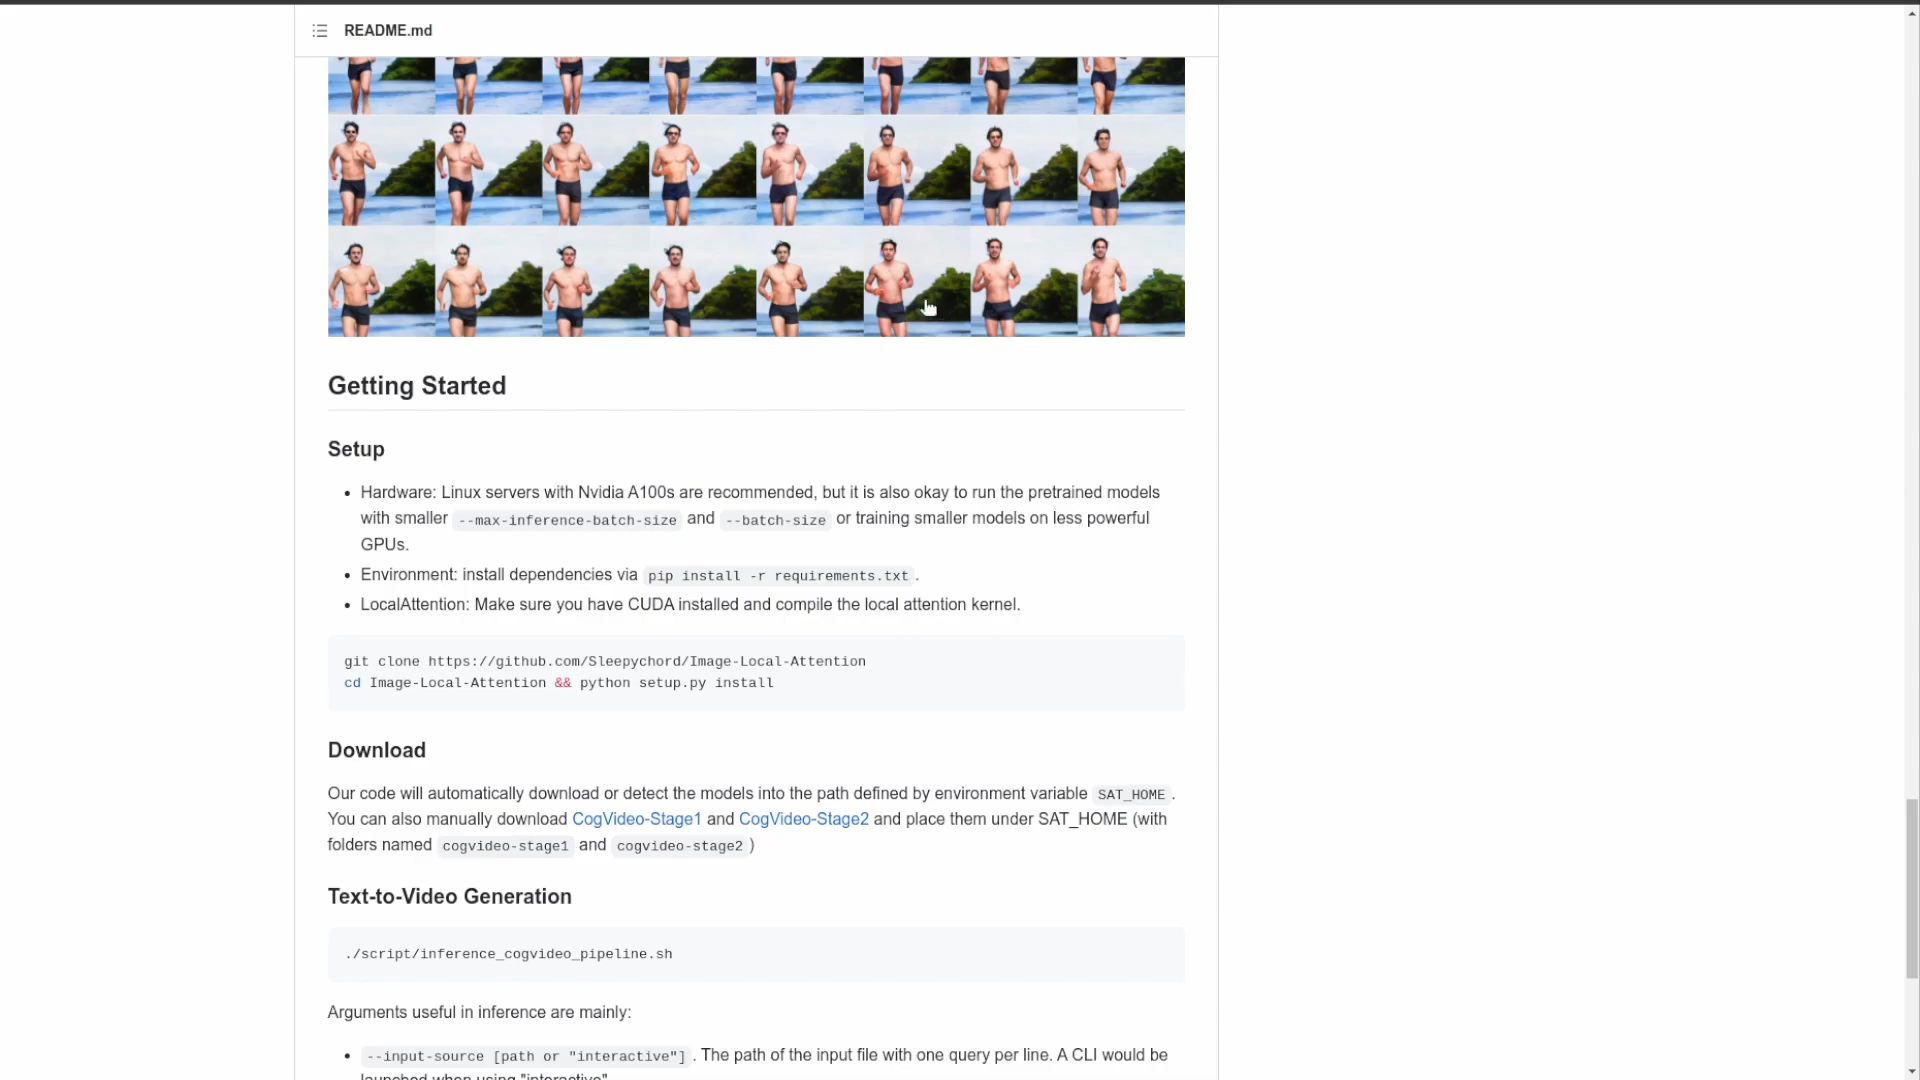 README.md
Getting Started
Setup
Hardware: Linux servers with Nvidia A100s are recommended, but it is also okay to run the pretrained models
with smaller --max-inference-batch-size and --batch-size or training smaller models on less powerful
GPUs.
Environment: install dependencies via pip install -r requirements.txt .
LocalAttention: Make sure you have CUDA installed and compile the local attention kernel.
git clone https://github.com/Sleepychord/Image-Local-Attention
cd Image-Local-Attention && python setup.py install
Download
Our code will automatically download or detect the models into the path defined by environment variable SAT_HOME .
You can also manually download CogVideo-Stage1 and CogVideo-Stage2 and place them under SAT_HOME (with
folders named cogvideo-stage1 and cogvideo-stage2 )
Text-to-Video Generation
./script/inference_cogvideo_pipeline.sh
Arguments useful in inference are mainly:
--input-source [path or "interactive"] . The path of the input file with one query per line. A CLI would be
launched when using "interactive".